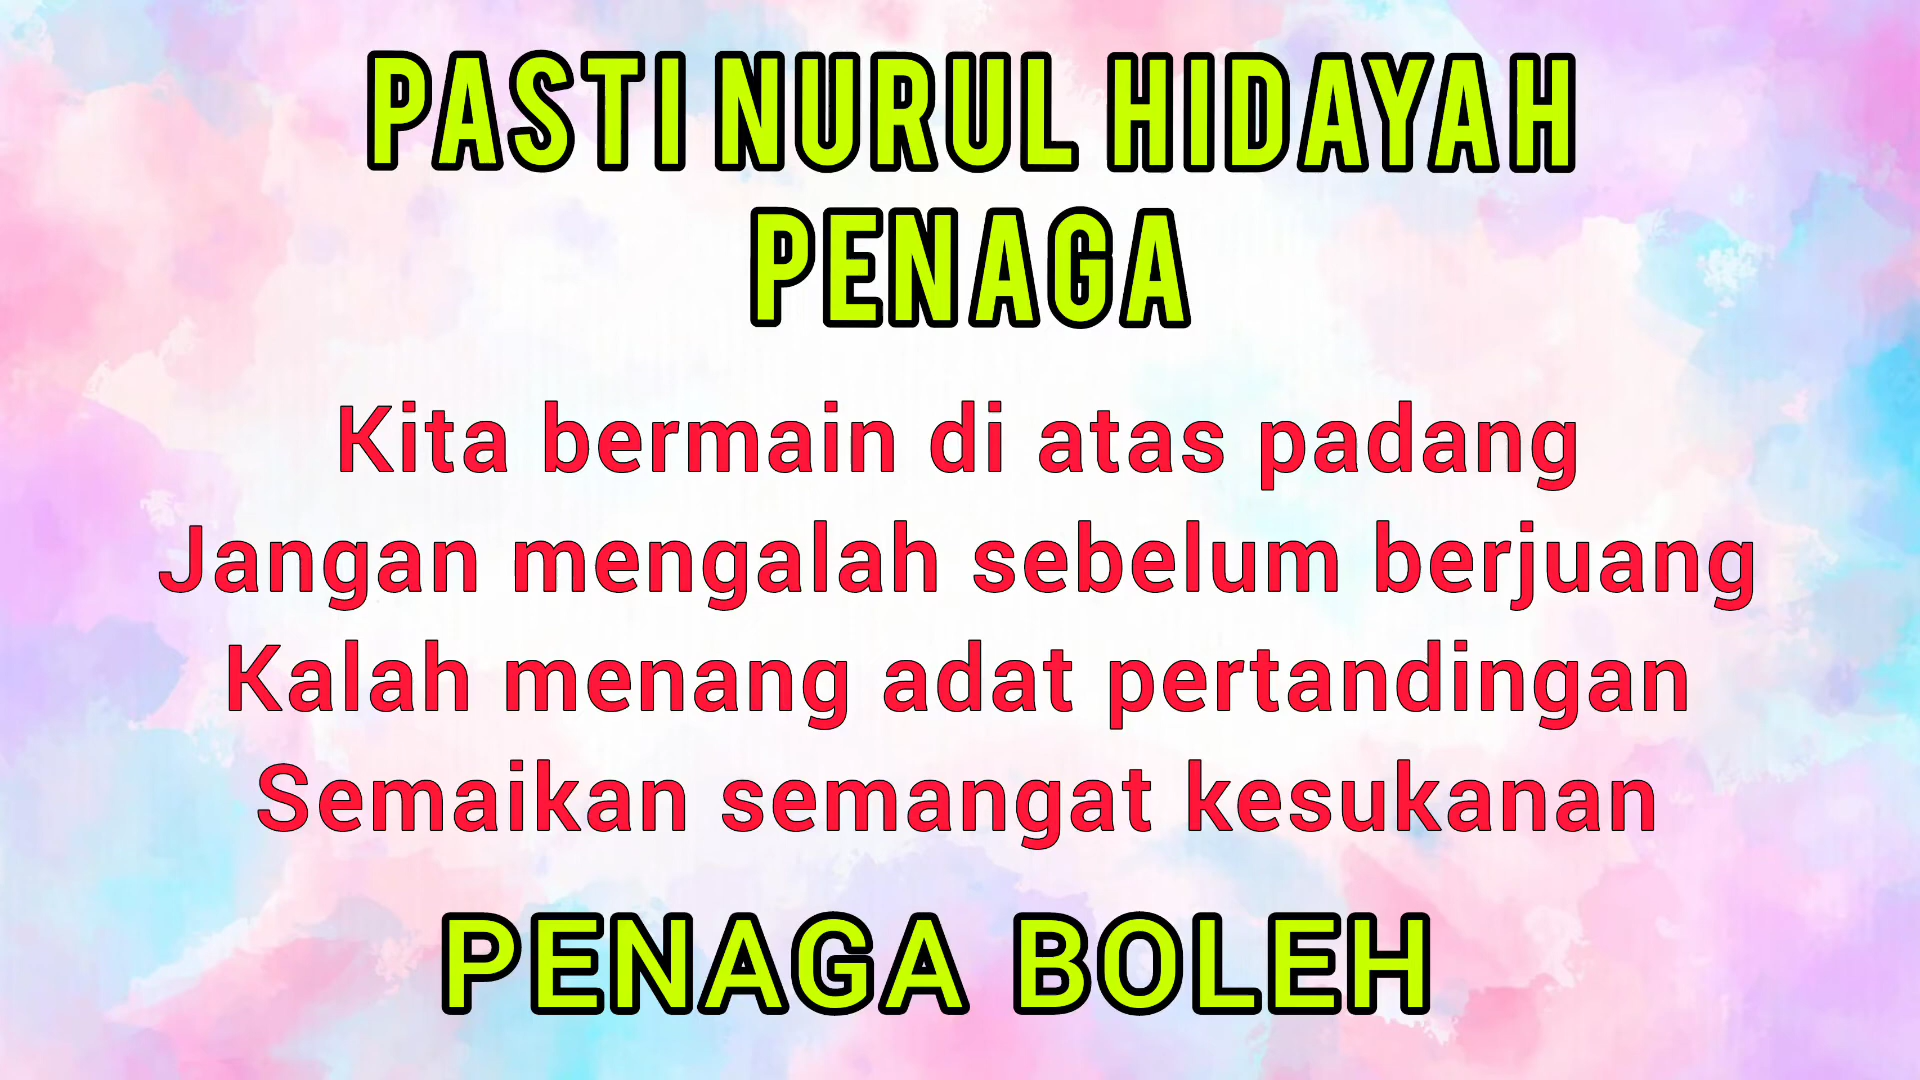 PASTI NURUL HIDAYAH
PENAGA
Kita bermain di atas padang
Jangan mengalah sebelum berjuang
Kalah menang adat pertandingan
Semaikan semangat kesukanan
PENAGA BOLEH